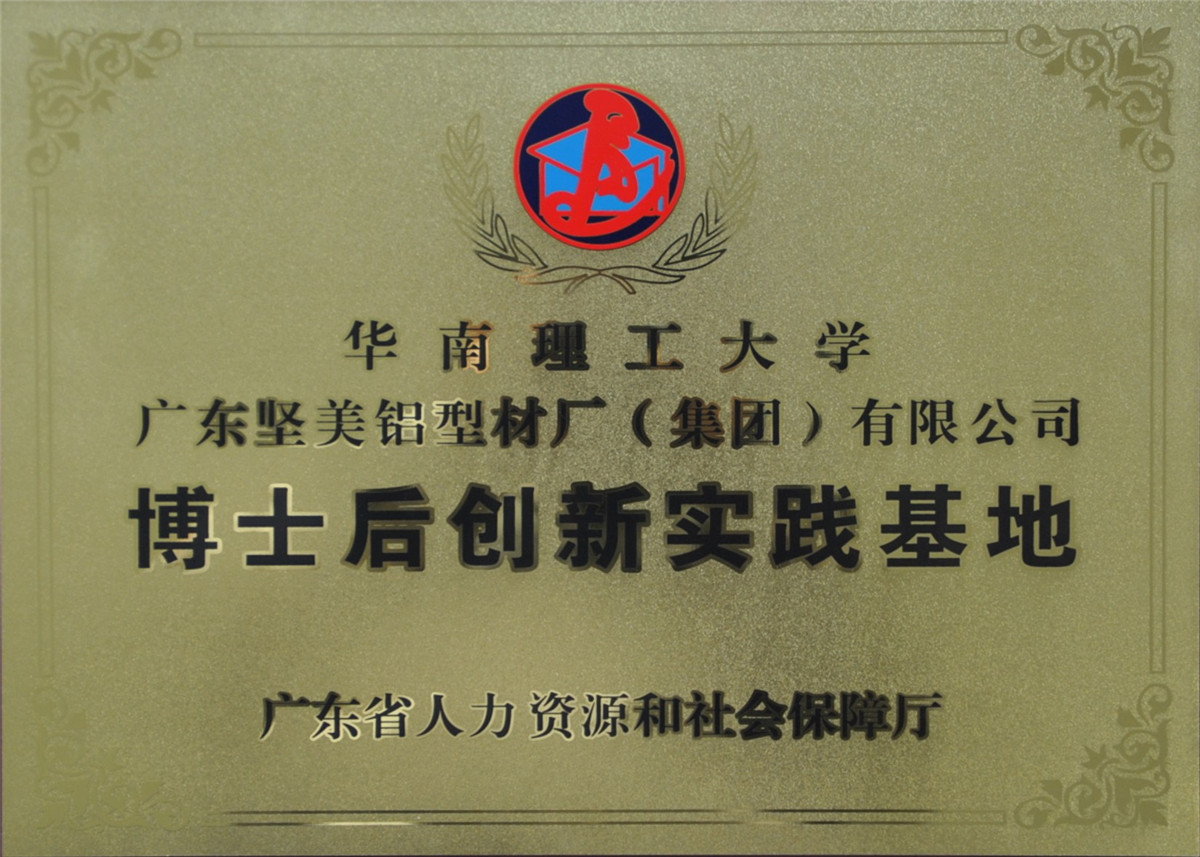 华南理工大学
广东坚美铝型材厂（集团）有限公司
博士后创新实践基地
广东省人力资源和社会保障厅